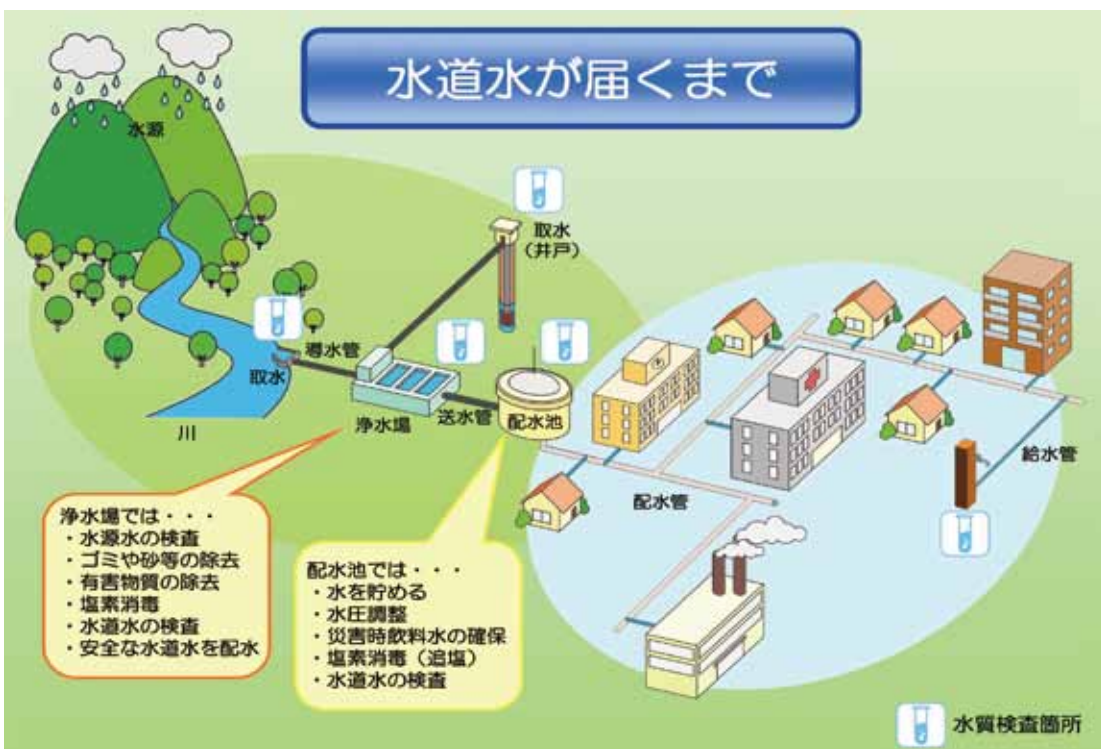 水道水が届くまで
水源
取水
(井戸)
導水管
取水
川
浄水場
送水管
配水池
配水管
給水管
浄水場では・・・
・水源水の検査
・ゴミや砂等の除去
・有害物質の除去
・塩素消毒
・水道水の検査
・安全な水道水を配水
配水池では・・・
・水を貯める
・水圧調整
・災害時飲料水の確保
・塩素消毒(追塩)
・水道水の検査
水質検査箇所